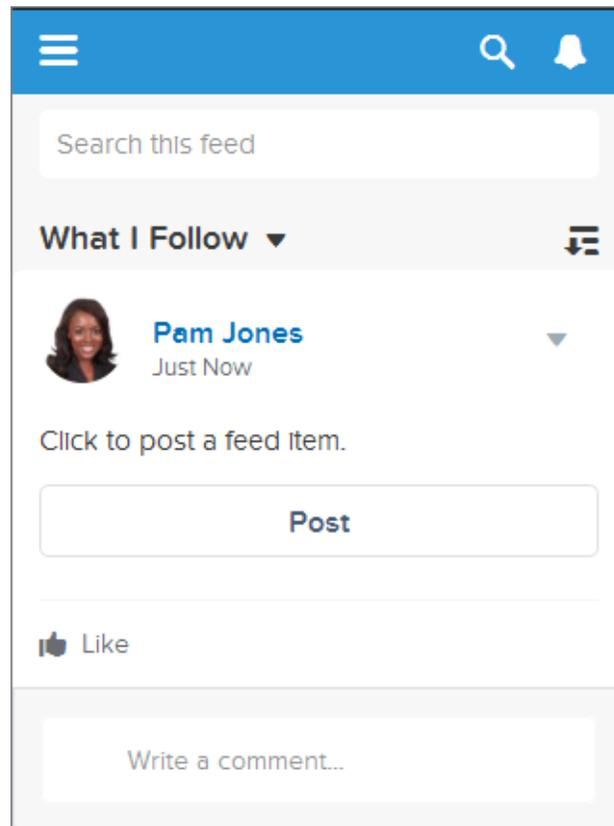 Search this feed
What I Follow
Pam Jones
Just Now
Click to post a feed item.
Post
Like
Write a comment...